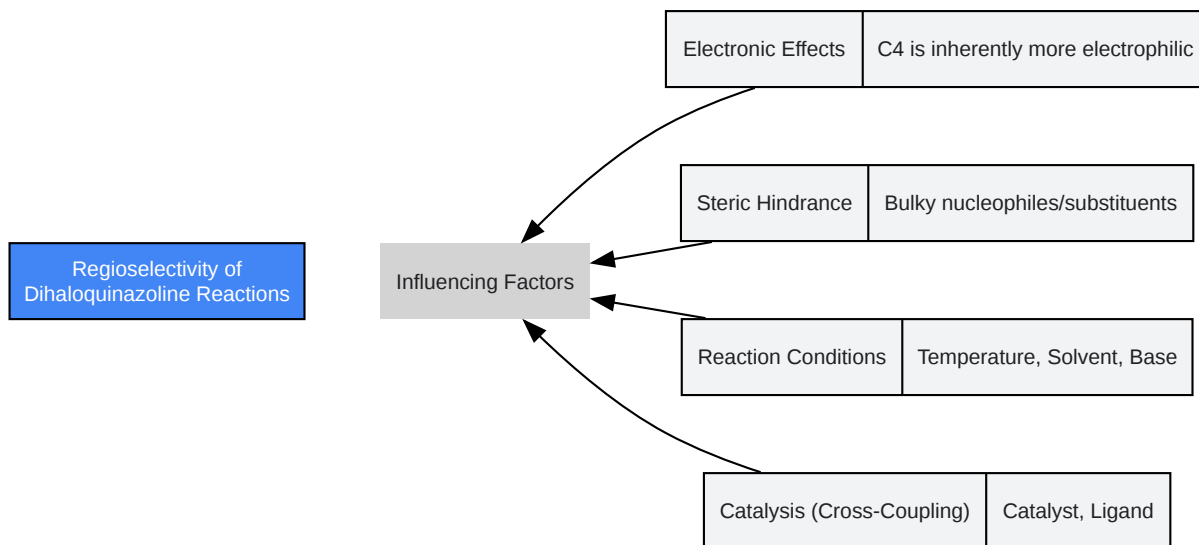 Regioselectivity of
Dihaloquinazoline Reactions
Influencing Factors
Electronic Effects
C4 is inherently more electrophilic
Steric Hindrance
Bulky nucleophiles/substituents
Reaction Conditions
Temperature, Solvent, Base
Catalysis (Cross-Coupling)
Catalyst, Ligand